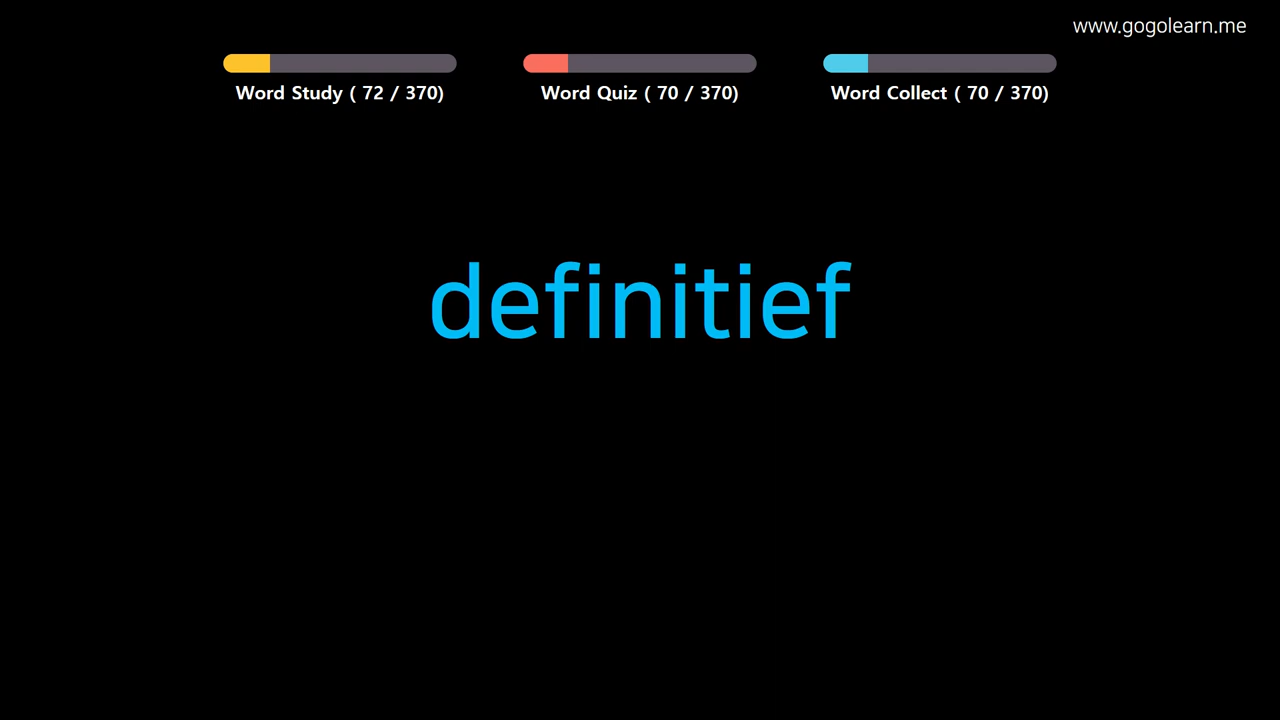 www.gogolearn.me
Word Study ( 72 / 370)
Word Quiz ( 70 / 370)
Word Collect ( 70 / 370)
definitief